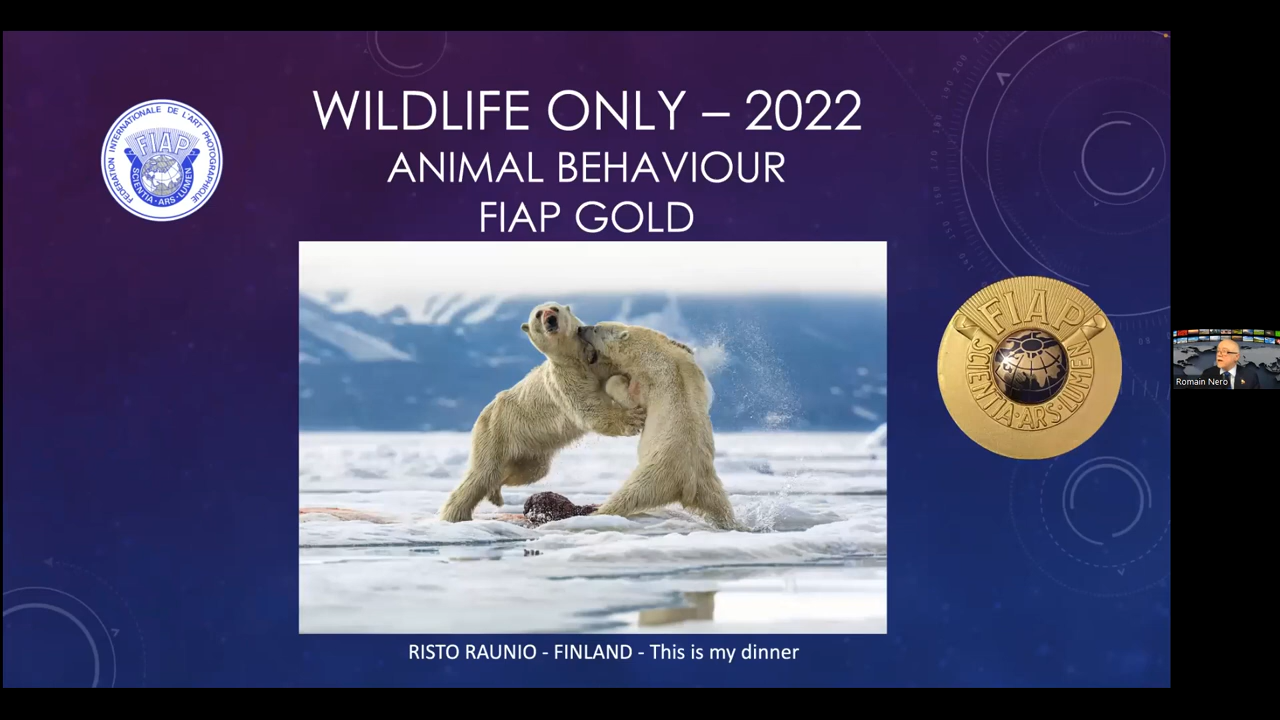 WILDLIFE ONLY – 2022
ANIMAL BEHAVIOUR
FIAP GOLD
FÉDÉRATION INTERNATIONALE DE L'ART PHOTOGRAPHIQUE
FIAP
SCIENTIA·ARS·LUMEN
FIAP
SCIENTIA·ARS·LUMEN
Romain Nero
RISTO RAUNIO - FINLAND - This is my dinner